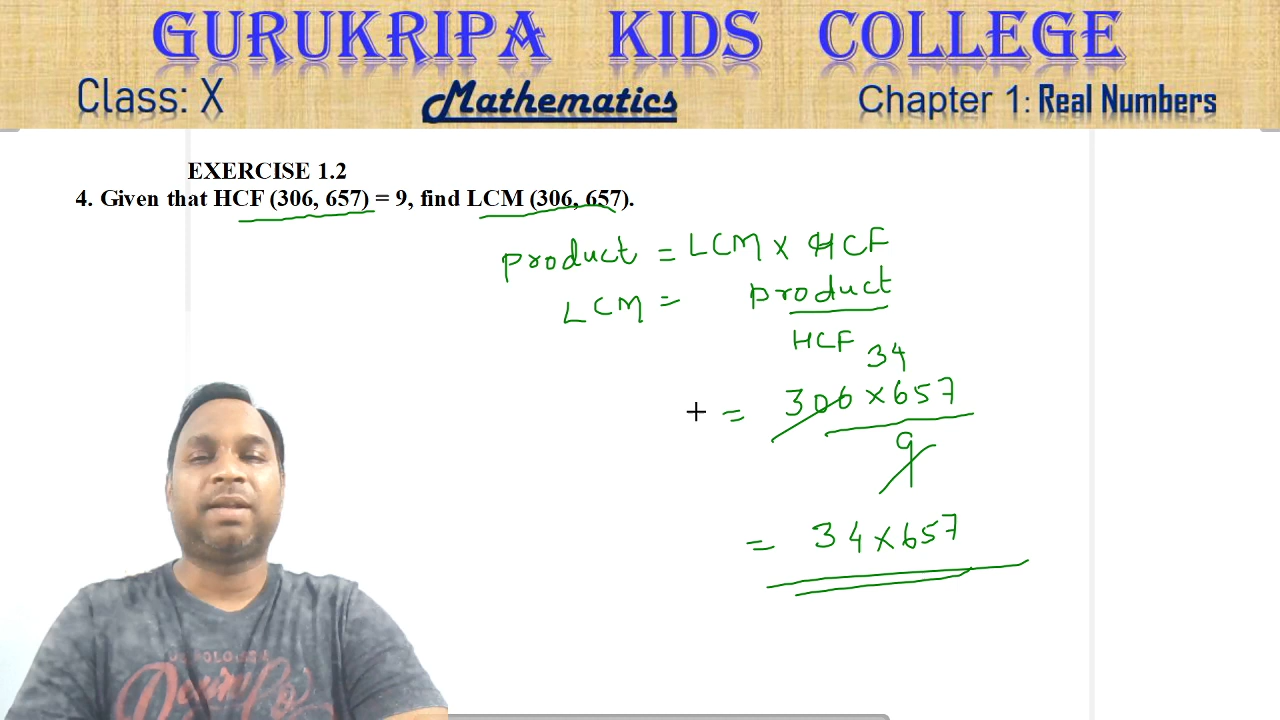 GURUKRIPA KIDS COLLEGE
Class: X Mathematics Chapter 1: Real Numbers
EXERCISE 1.2
4. Given that HCF (306, 657) = 9, find LCM (306, 657).
product = LCM × HCF
LCM = product
HCF
34
= 306 × 657
9
= 34 × 657